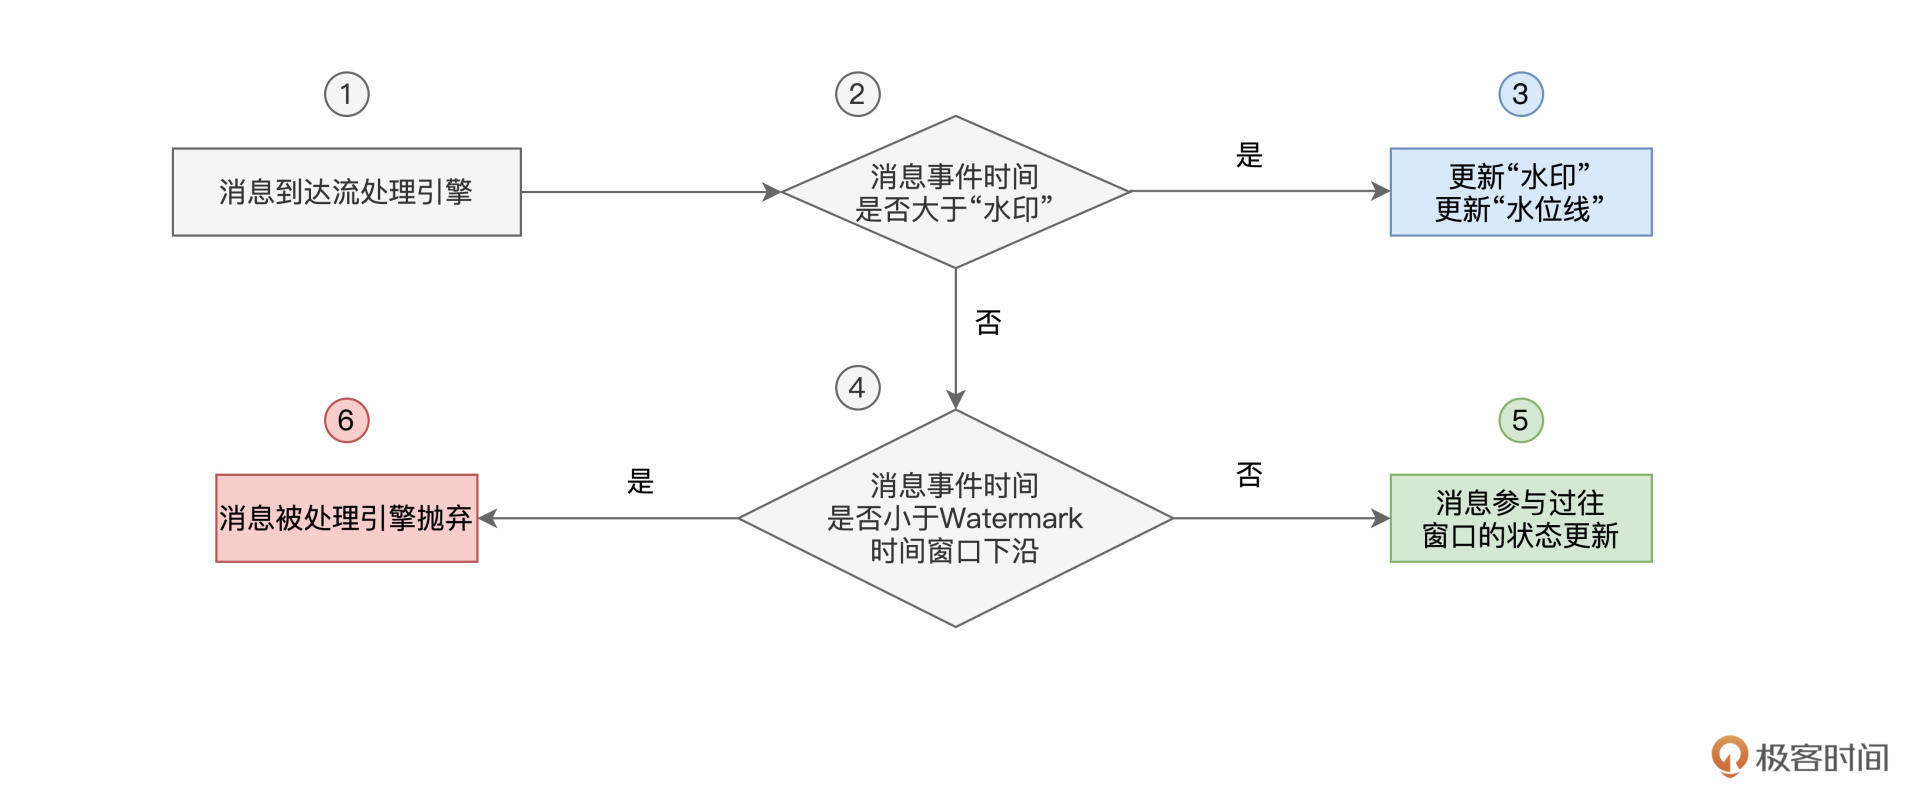 1
消息到达流处理引擎
2
消息事件时间
是否大于“水印”
是
3
更新“水印”
更新“水位线”
否
4
消息事件时间
是否小于Watermark
时间窗口下沿
否
5
消息参与过往
窗口的状态更新
是
6
消息被处理引擎抛弃
极客时间